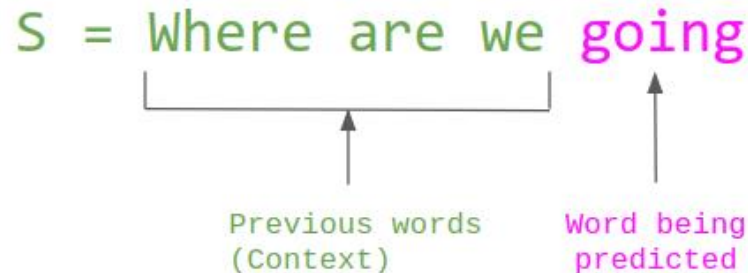 S = Where are we going
Previous words
(Context)
Word being
predicted